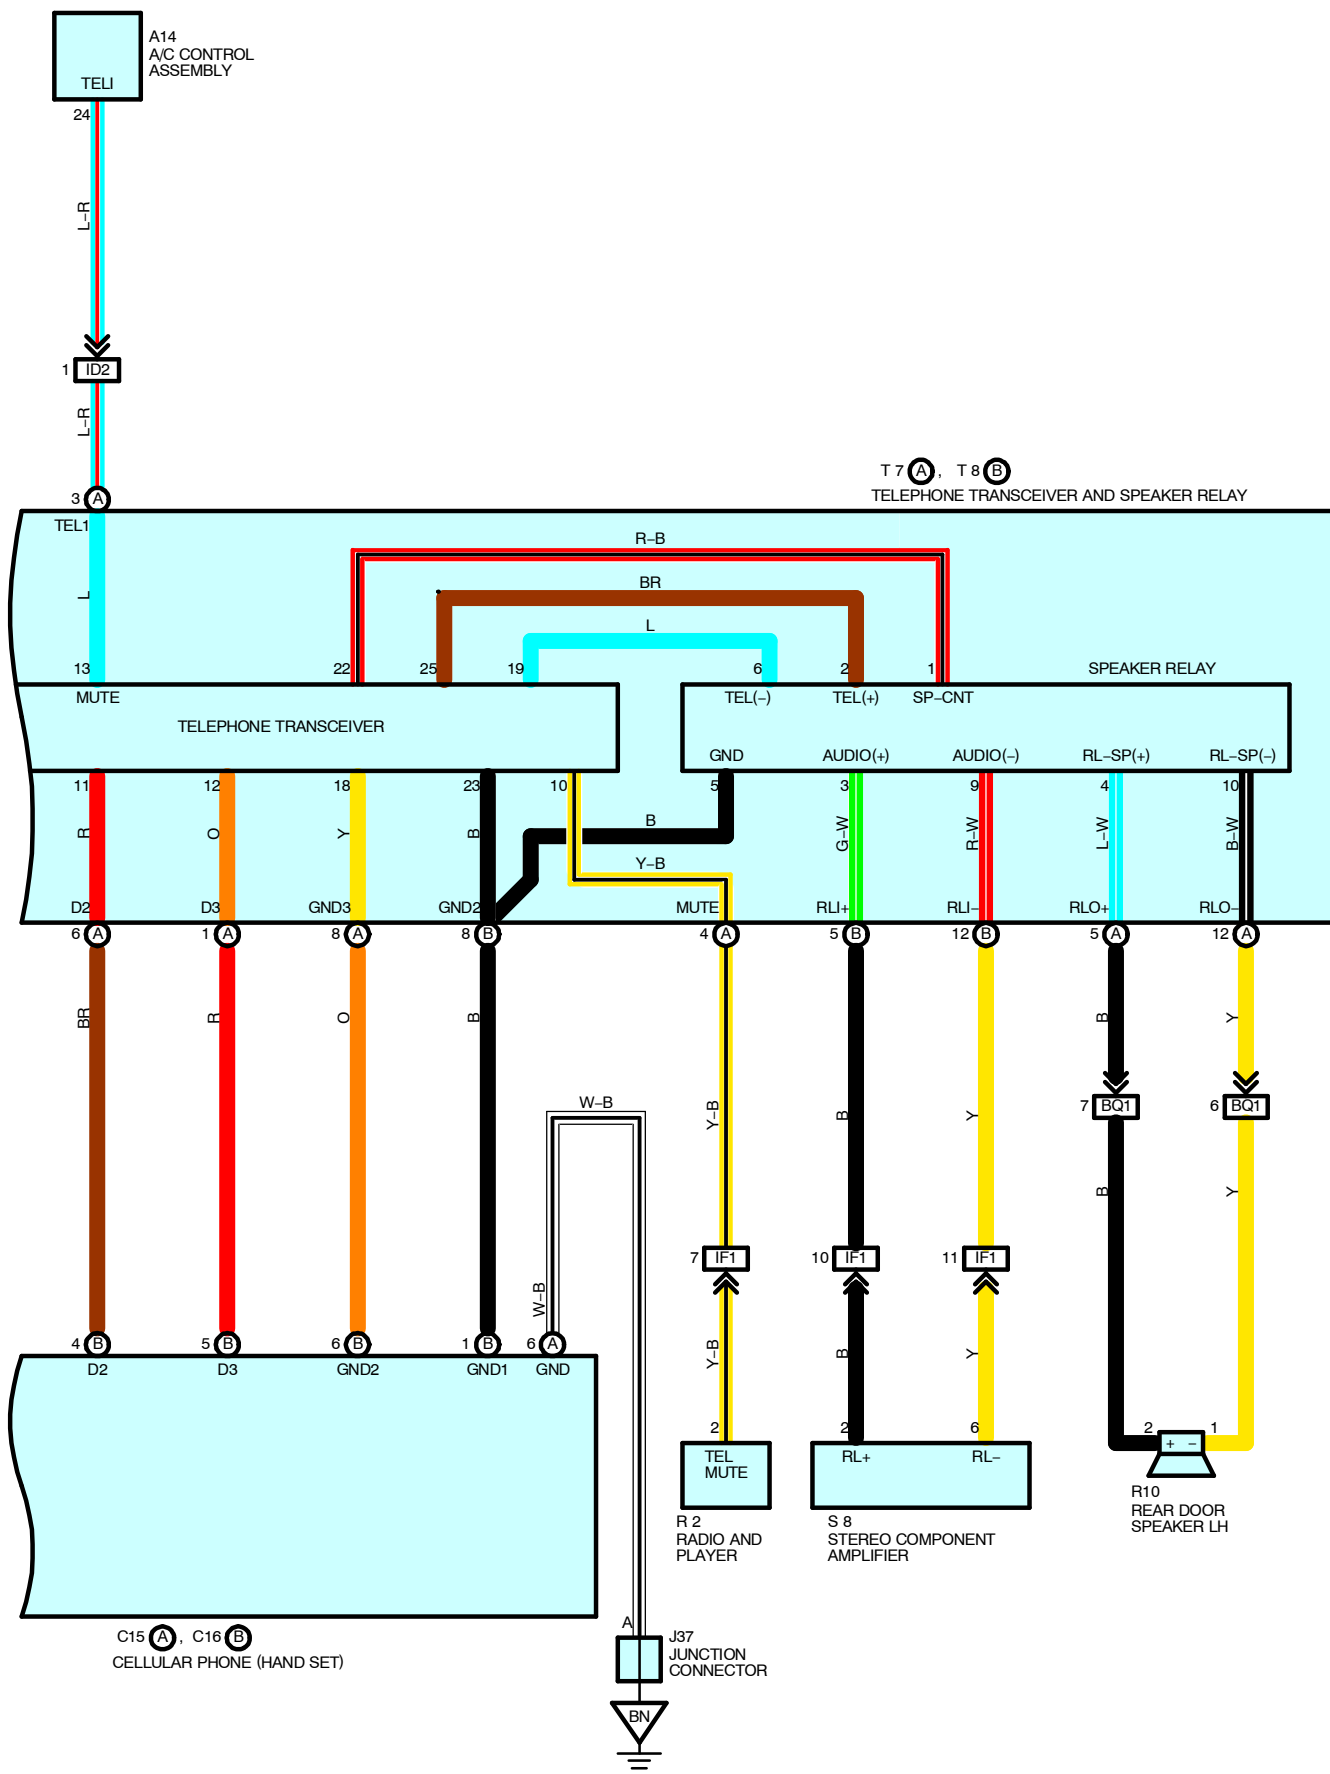 A14
A/C CONTROL
ASSEMBLY
TELI
24
L-R
1 ID2
L-R
T 7 A , T 8 B
TELEPHONE TRANSCEIVER AND SPEAKER RELAY
3 A
TEL1
R-B
BR
L
L
13 22 25 19 6 2 1 SPEAKER RELAY
MUTE TEL(-) TEL(+) SP-CNT
TELEPHONE TRANSCEIVER
GND AUDIO(+) AUDIO(-) RL-SP(+) RL-SP(-)
11 12 18 23 10 5 3 9 4 10
R O Y B B G-W R-W L-W B-W
Y-B
D2 D3 GND3 GND2 MUTE RLI+ RLI- RLO+ RLO-
6 A 1 A 8 A 8 B 4 A 5 B 12 B 5 A 12 A
BR R O B B Y
W-B
7 BQ1 6 BQ1
Y-B B Y
B Y
7 IF1 10 IF1 11 IF1
W-B
4 B 5 B 6 B 1 B 6 A
D2 D3 GND2 GND1 GND
Y-B B Y
2 2 6 2 1
TEL
MUTE
RL+ RL-
+ -
R 2
RADIO AND
PLAYER
S 8
STEREO COMPONENT
AMPLIFIER
R10
REAR DOOR
SPEAKER LH
C15 A , C16 B
CELLULAR PHONE (HAND SET)
A
J37
JUNCTION
CONNECTOR
BN